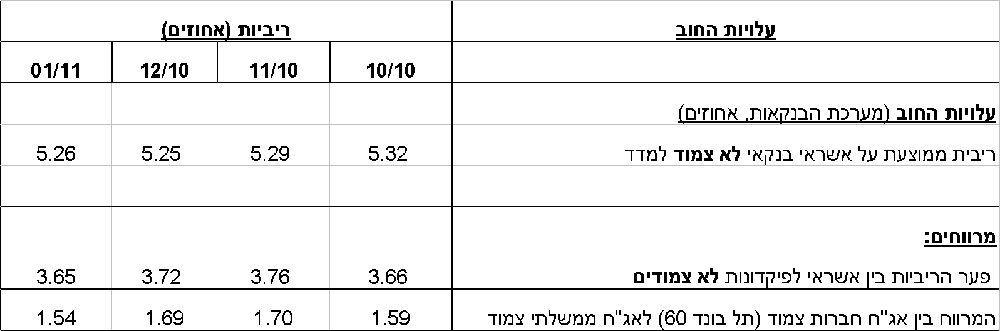 עלויות החוב ריביות (אחוזים)
10/10 11/10 12/10 01/11
עלויות החוב (מערכת הבנקאות, אחוזים)
ריבית ממוצעת על אשראי בנקאי לא צמוד למדד 5.32 5.29 5.25 5.26
מרווחים:
פער הריביות בין אשראי לפיקדונות לא צמודים 3.66 3.76 3.72 3.65
המרווח בין אג"ח חברות צמוד (תל בונד 60) לאג"ח ממשלתי צמוד 1.59 1.70 1.69 1.54